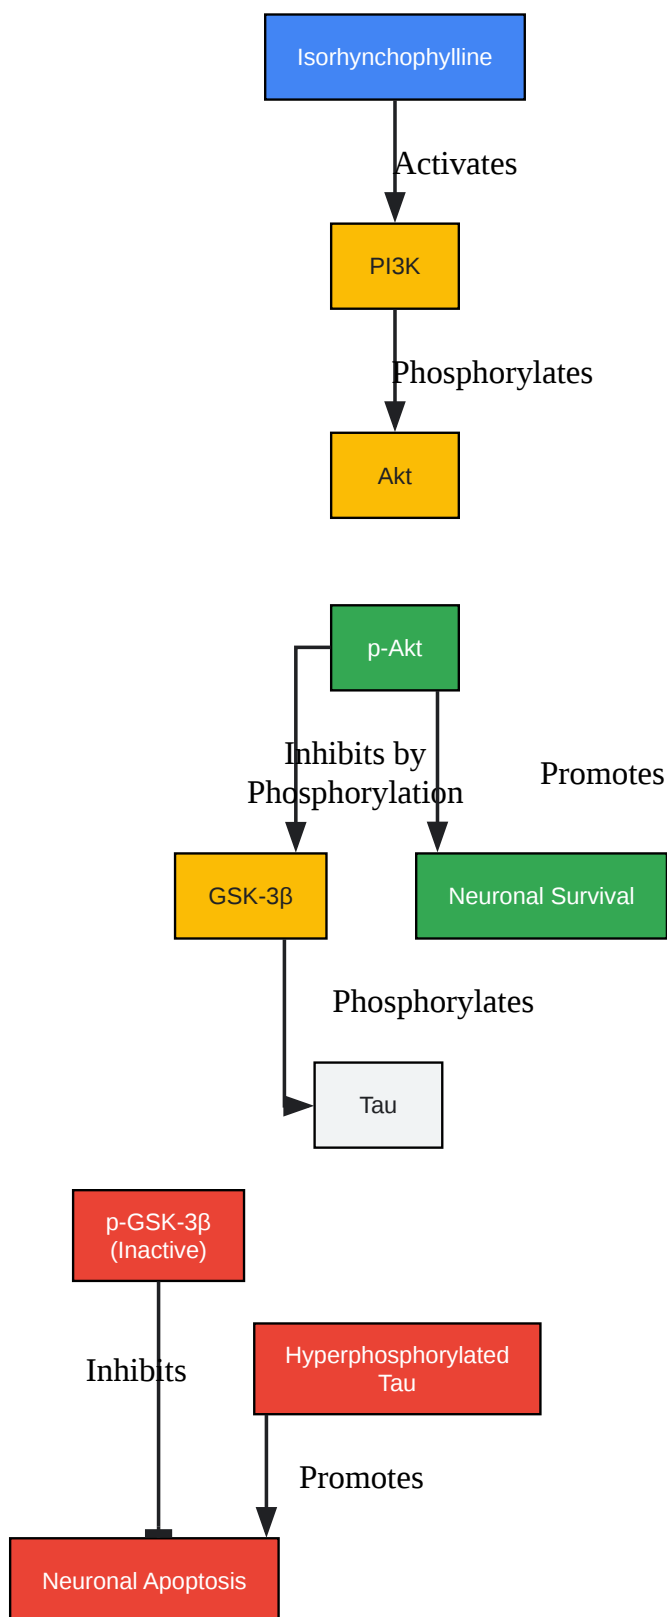 Isorhynchophylline
Activates
PI3K
Phosphorylates
Akt
p-Akt
Inhibits by
Phosphorylation
Promotes
GSK-3β
Neuronal Survival
Phosphorylates
Tau
p-GSK-3β
(Inactive)
Hyperphosphorylated
Tau
Inhibits
Promotes
Neuronal Apoptosis